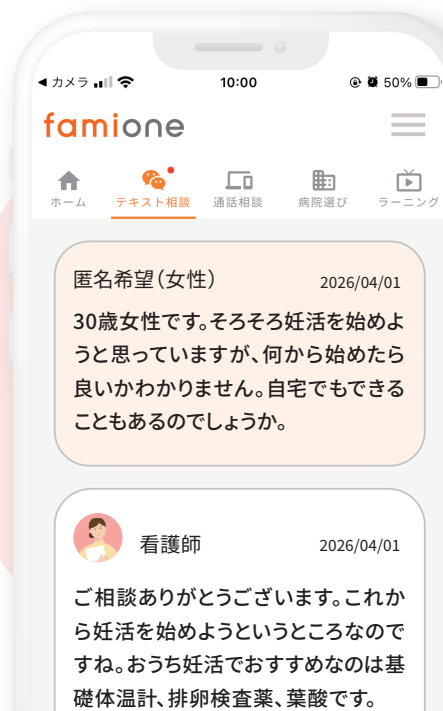 カメラ
10:00
50%
famione
ホーム
テキスト相談
通話相談
病院選び
ラーニング
匿名希望(女性)
2026/04/01
30歳女性です。そろそろ妊活を始めよ
うと思っていますが、何から始めたら
良いかわかりません。自宅でもできる
こともあるのでしょうか。
看護師
2026/04/01
ご相談ありがとうございます。これか
ら妊活を始めようというところなので
すね。おうち妊活でおすすめなのは基
礎体温計、排卵検査薬、葉酸です。